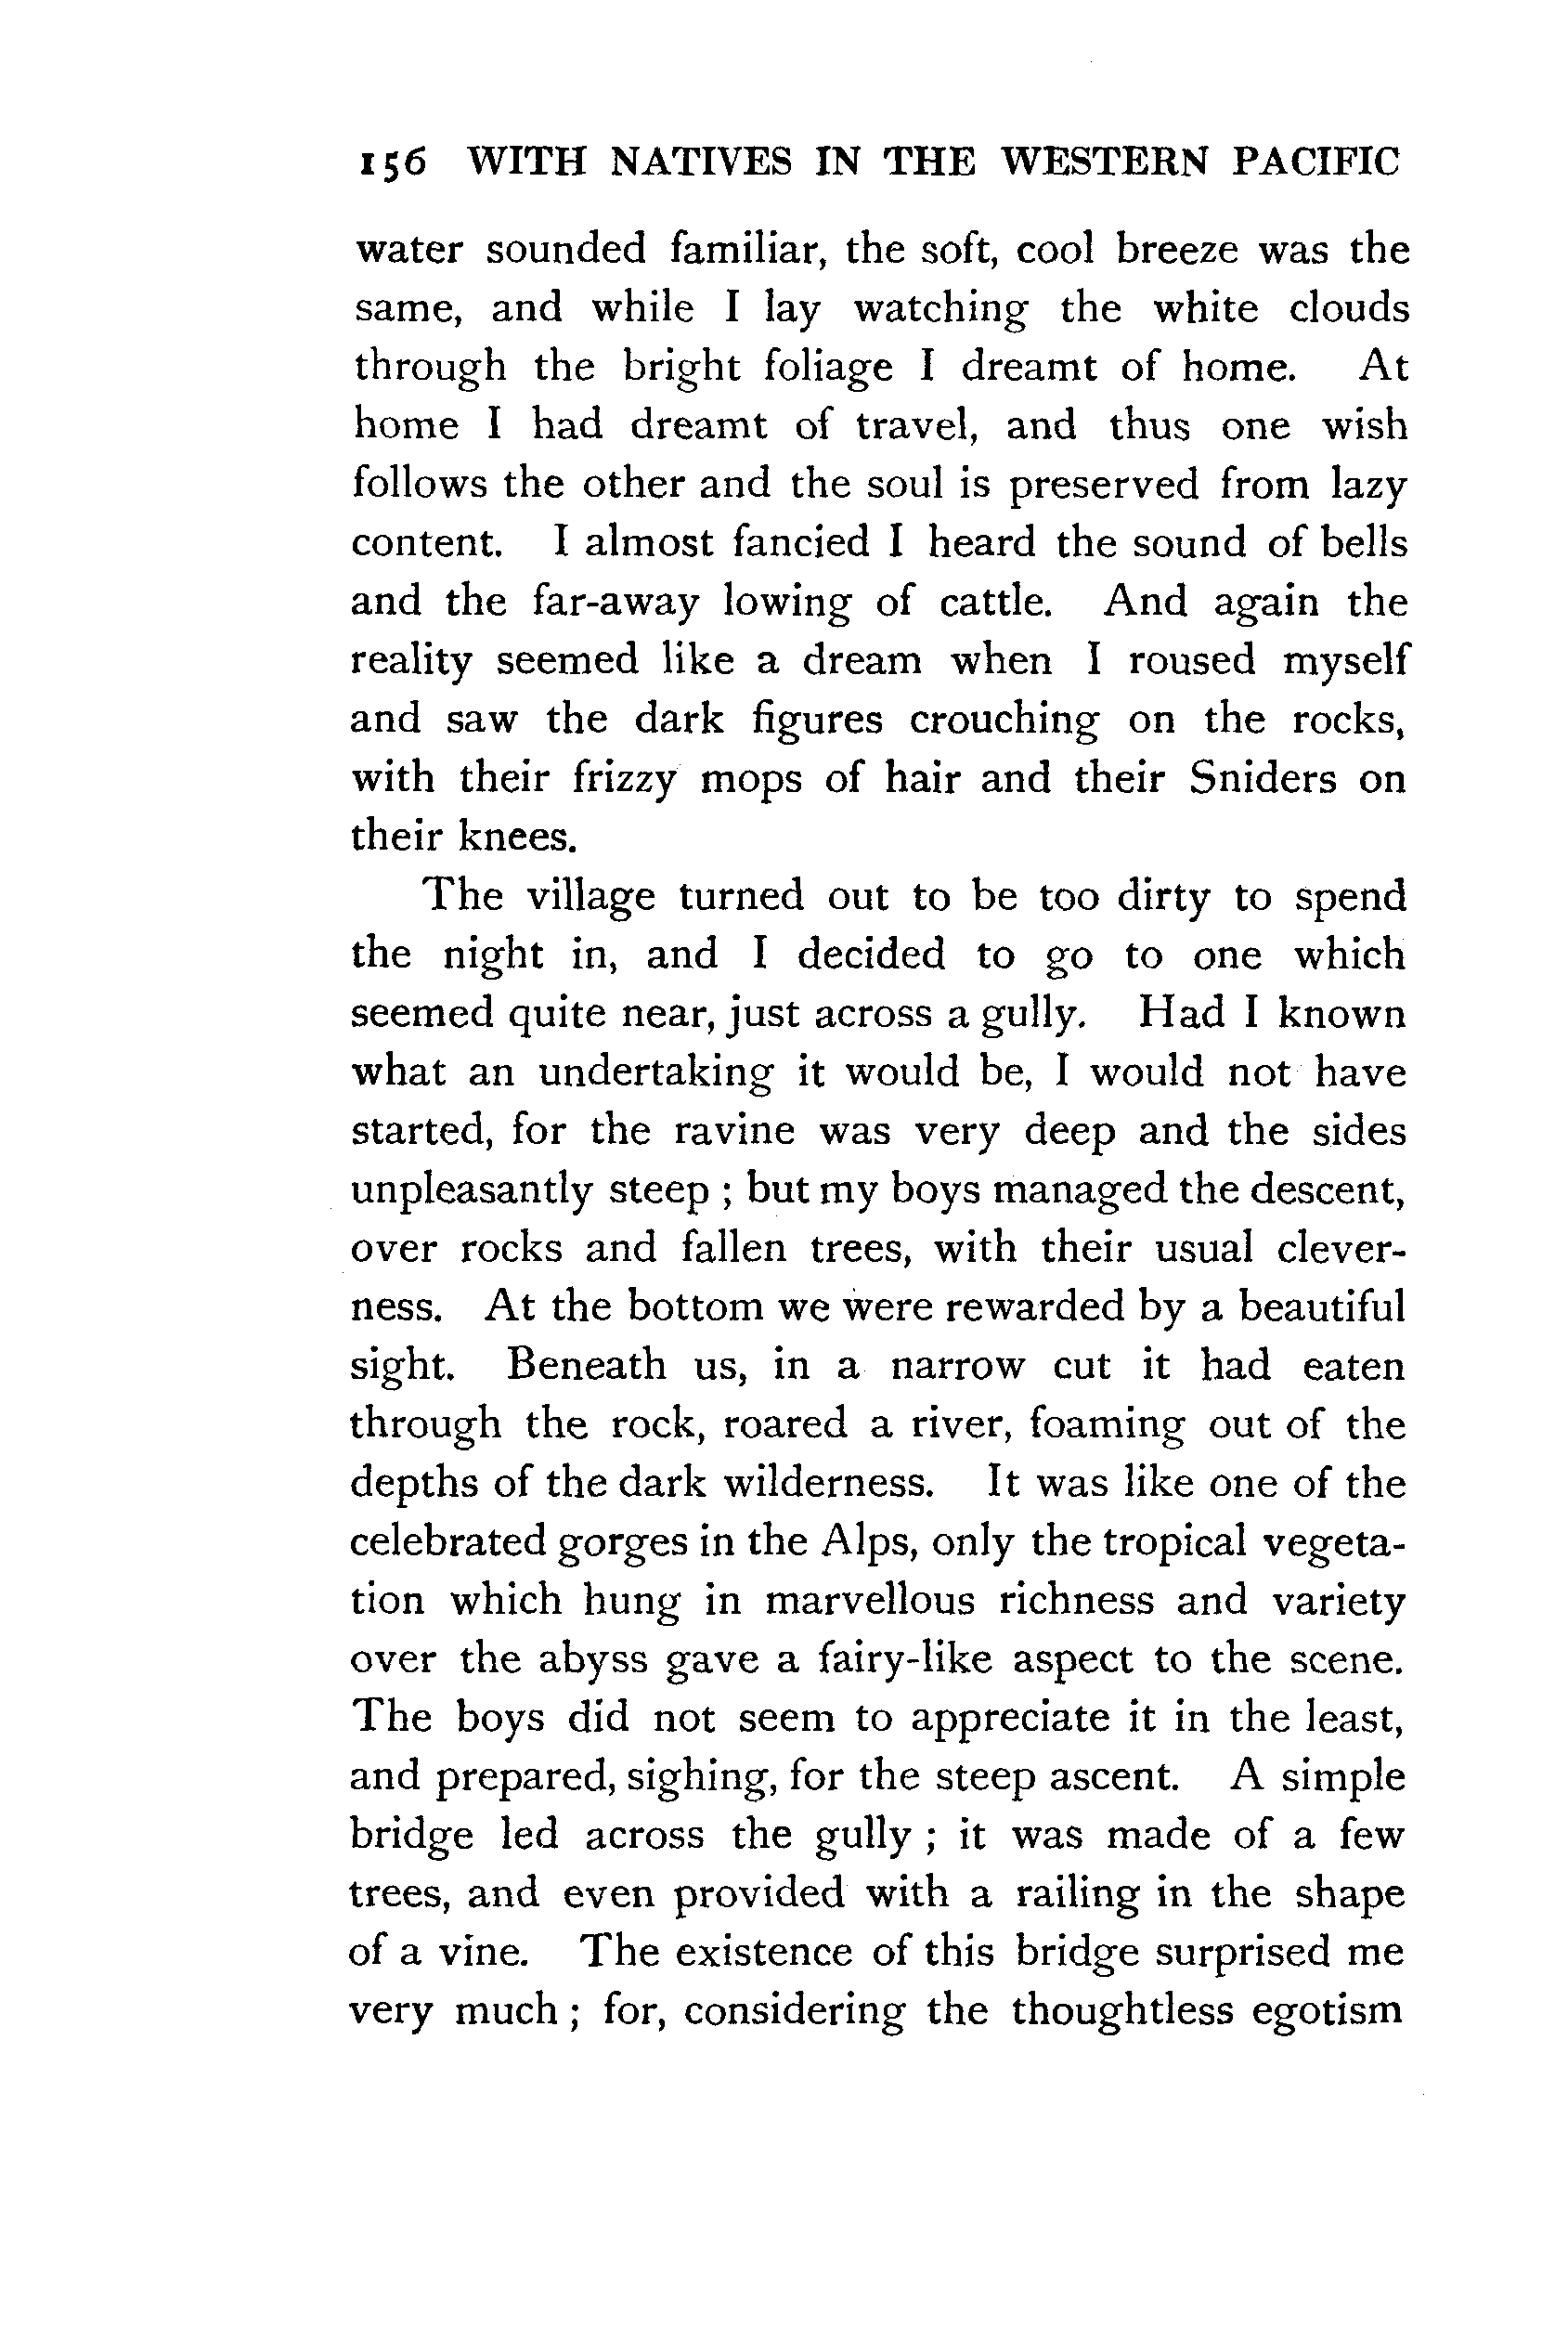 156 WITH NATIVES IN THE WESTERN PACIFIC
water sounded familiar, the soft, cool breeze was the
same, and while I lay watching the white clouds
through the bright foliage I dreamt of home. At
home I had dreamt of travel, and thus one wish
follows the other and the soul is preserved from lazy
content. I almost fancied I heard the sound of bells
and the far-away lowing of cattle. And again the
reality seemed like a dream when I roused myself
and saw the dark figures crouching on the rocks,
with their frizzy mops of hair and their Sniders on
their knees.
The village turned out to be too dirty to spend
the night in, and I decided to go to one which
seemed quite near, just across a gully. Had I known
what an undertaking it would be, I would not have
started, for the ravine was very deep and the sides
unpleasantly steep ; but my boys managed the descent,
over rocks and fallen trees, with their usual clever-
ness. At the bottom we were rewarded by a beautiful
sight. Beneath us, in a narrow cut it had eaten
through the rock, roared a river, foaming out of the
depths of the dark wilderness. It was like one of the
celebrated gorges in the Alps, only the tropical vegeta-
tion which hung in marvellous richness and variety
over the abyss gave a fairy-like aspect to the scene.
The boys did not seem to appreciate it in the least,
and prepared, sighing, for the steep ascent. A simple
bridge led across the gully ; it was made of a few
trees, and even provided with a railing in the shape
of a vine. The existence of this bridge surprised me
very much ; for, considering the thoughtless egotism